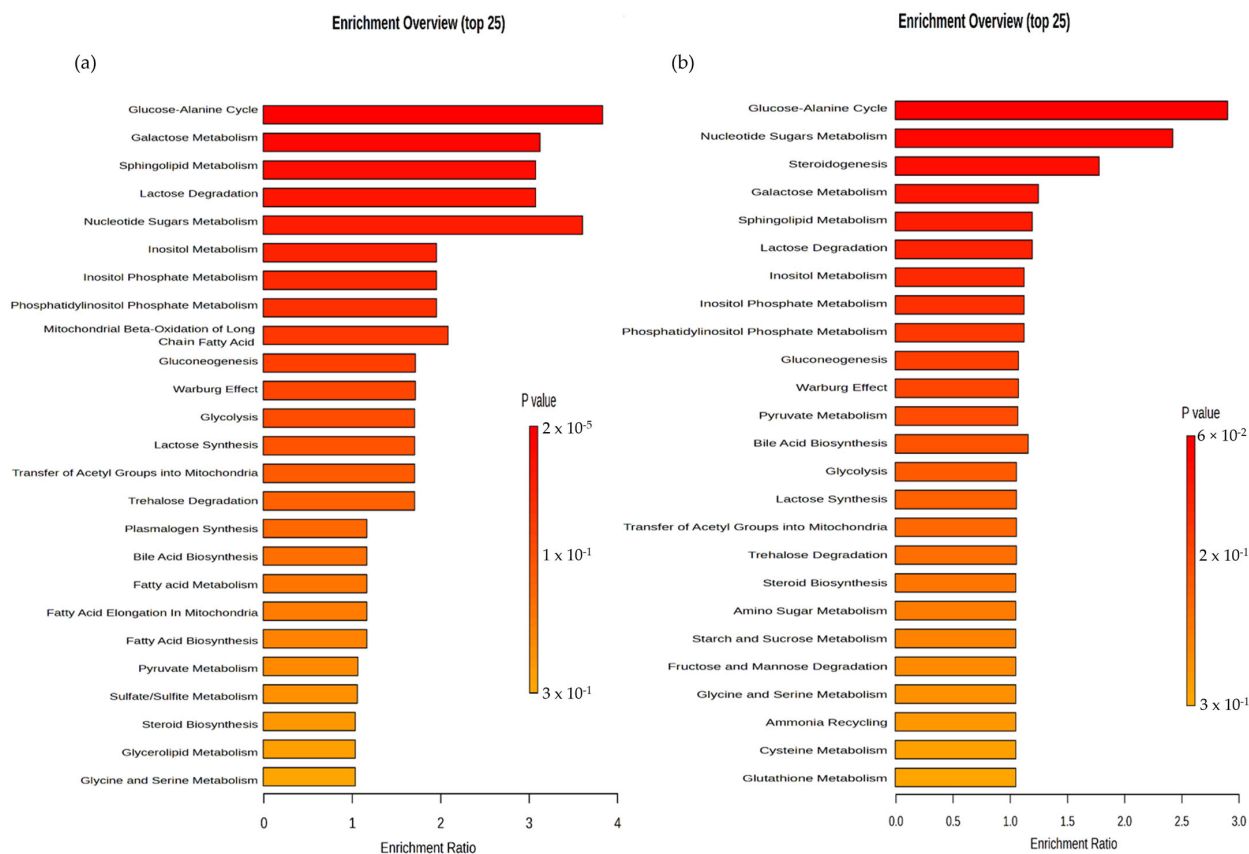 Enrichment Overview (top 25)
(a)
Glucose-Alanine Cycle
Galactose Metabolism
Sphingolipid Metabolism
Lactose Degradation
Nucleotide Sugars Metabolism
Inositol Metabolism
Inositol Phosphate Metabolism
Phosphatidylinositol Phosphate Metabolism
Mitochondrial Beta-Oxidation of Long
Chain Fatty Acid
Gluconeogenesis
Warburg Effect
Glycolysis
Lactose Synthesis
Transfer of Acetyl Groups into Mitochondria
Trehalose Degradation
Plasmalogen Synthesis
Bile Acid Biosynthesis
Fatty acid Metabolism
Fatty Acid Elongation In Mitochondria
Fatty Acid Biosynthesis
Pyruvate Metabolism
Sulfate/Sulfite Metabolism
Steroid Biosynthesis
Glycerolipid Metabolism
Glycine and Serine Metabolism
0 1 2 3 4
Enrichment Ratio
P value
2 x 10⁻⁵
1 x 10⁻¹
3 x 10⁻¹
Enrichment Overview (top 25)
(b)
Glucose-Alanine Cycle
Nucleotide Sugars Metabolism
Steroidogenesis
Galactose Metabolism
Sphingolipid Metabolism
Lactose Degradation
Inositol Metabolism
Inositol Phosphate Metabolism
Phosphatidylinositol Phosphate Metabolism
Gluconeogenesis
Warburg Effect
Pyruvate Metabolism
Bile Acid Biosynthesis
Glycolysis
Lactose Synthesis
Transfer of Acetyl Groups into Mitochondria
Trehalose Degradation
Steroid Biosynthesis
Amino Sugar Metabolism
Starch and Sucrose Metabolism
Fructose and Mannose Degradation
Glycine and Serine Metabolism
Ammonia Recycling
Cysteine Metabolism
Glutathione Metabolism
0.0 0.5 1.0 1.5 2.0 2.5 3.0
Enrichment Ratio
P value
6 × 10⁻²
2 x 10⁻¹
3 x 10⁻¹